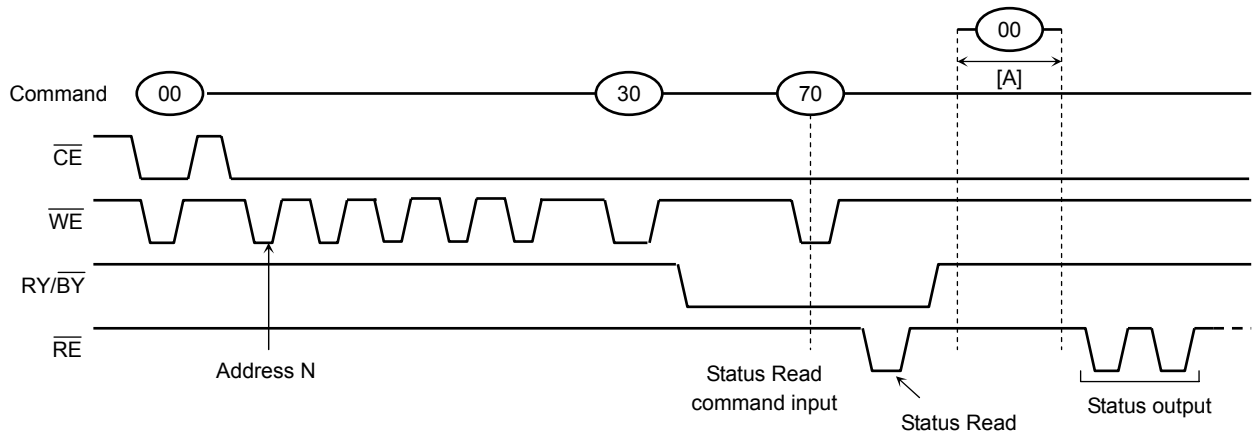 00
[A]
Command 00 30 70
CE
WE
RY/BY
RE
Address N
Status Read
command input
Status Read
Status output